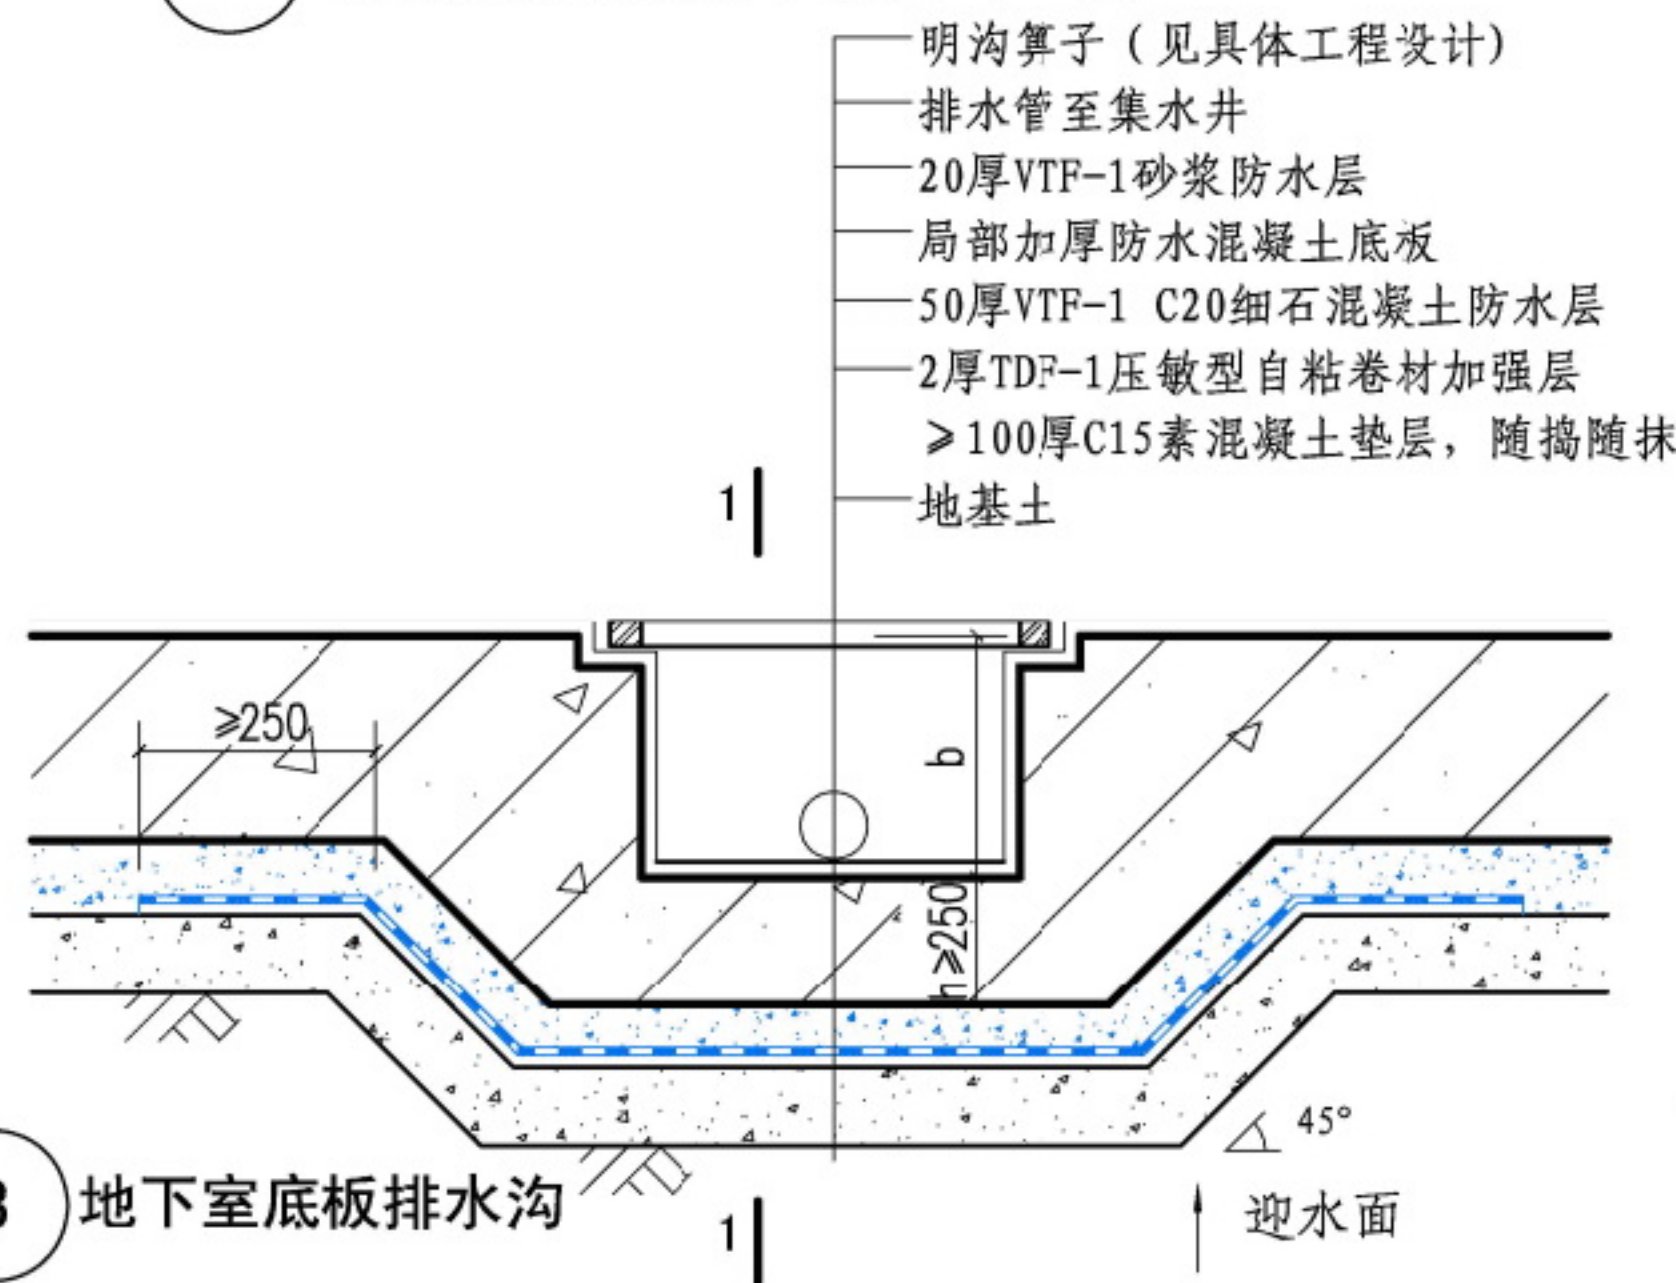 明沟箅子（见具体工程设计）
排水管至集水井
20厚VTF-1砂浆防水层
局部加厚防水混凝土底板
50厚VTF-1 C20细石混凝土防水层
2厚TDF-1压敏型自粘卷材加强层
≥100厚C15素混凝土垫层，随捣随抹
地基土
1
≥250
b
h≥250
45°
地下室底板排水沟
1
迎水面